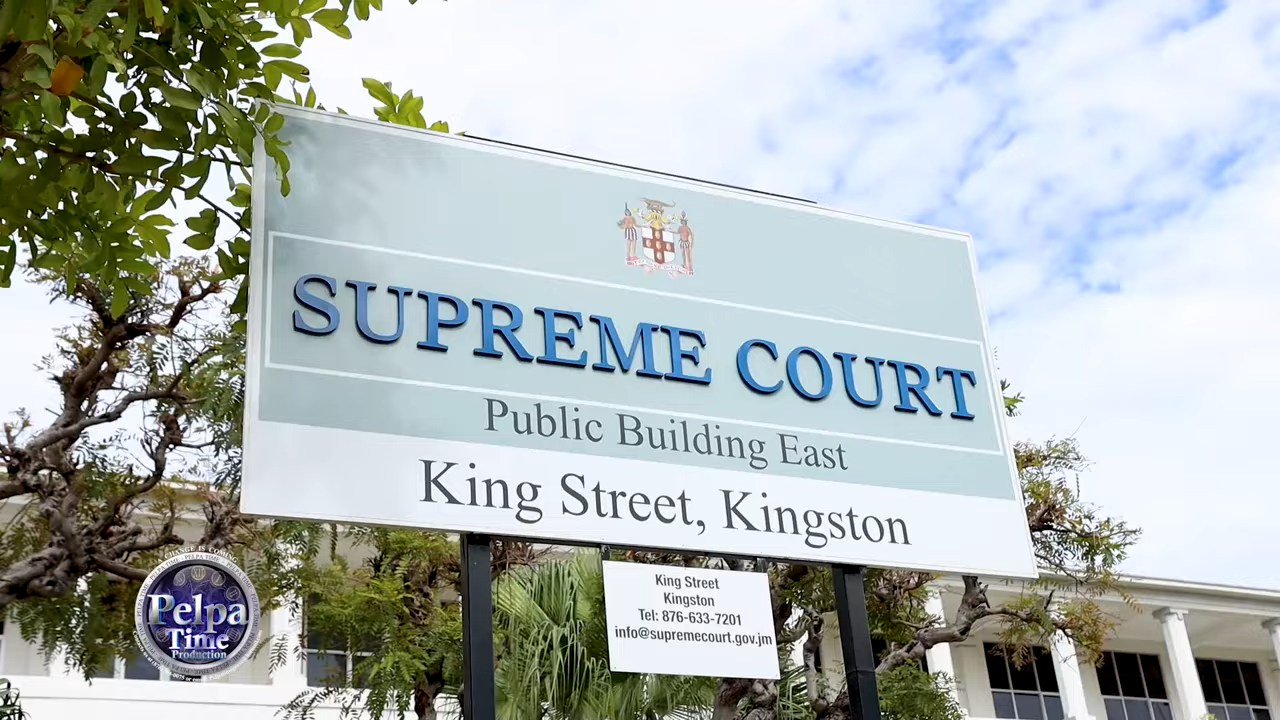 SUPREME COURT
Public Building East
King Street, Kingston
King Street
Kingston
Tel: 876-633-7201
info@supremecourt.gov.jm
Pelpa
Time
Production